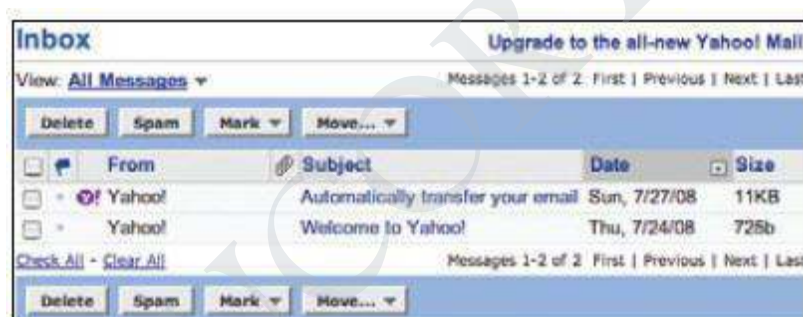 Inbox Upgrade to the all-new Yahoo! Mail
View: All Messages Messages 1-2 of 2 First | Previous | Next | Last
Delete Spam Mark Move...
From Subject Date Size
Y! Yahoo! Automatically transfer your email Sun, 7/27/08 11KB
Yahoo! Welcome to Yahoo! Thu, 7/24/08 725b
Check All - Clear All Messages 1-2 of 2 First | Previous | Next | Last
Delete Spam Mark Move...